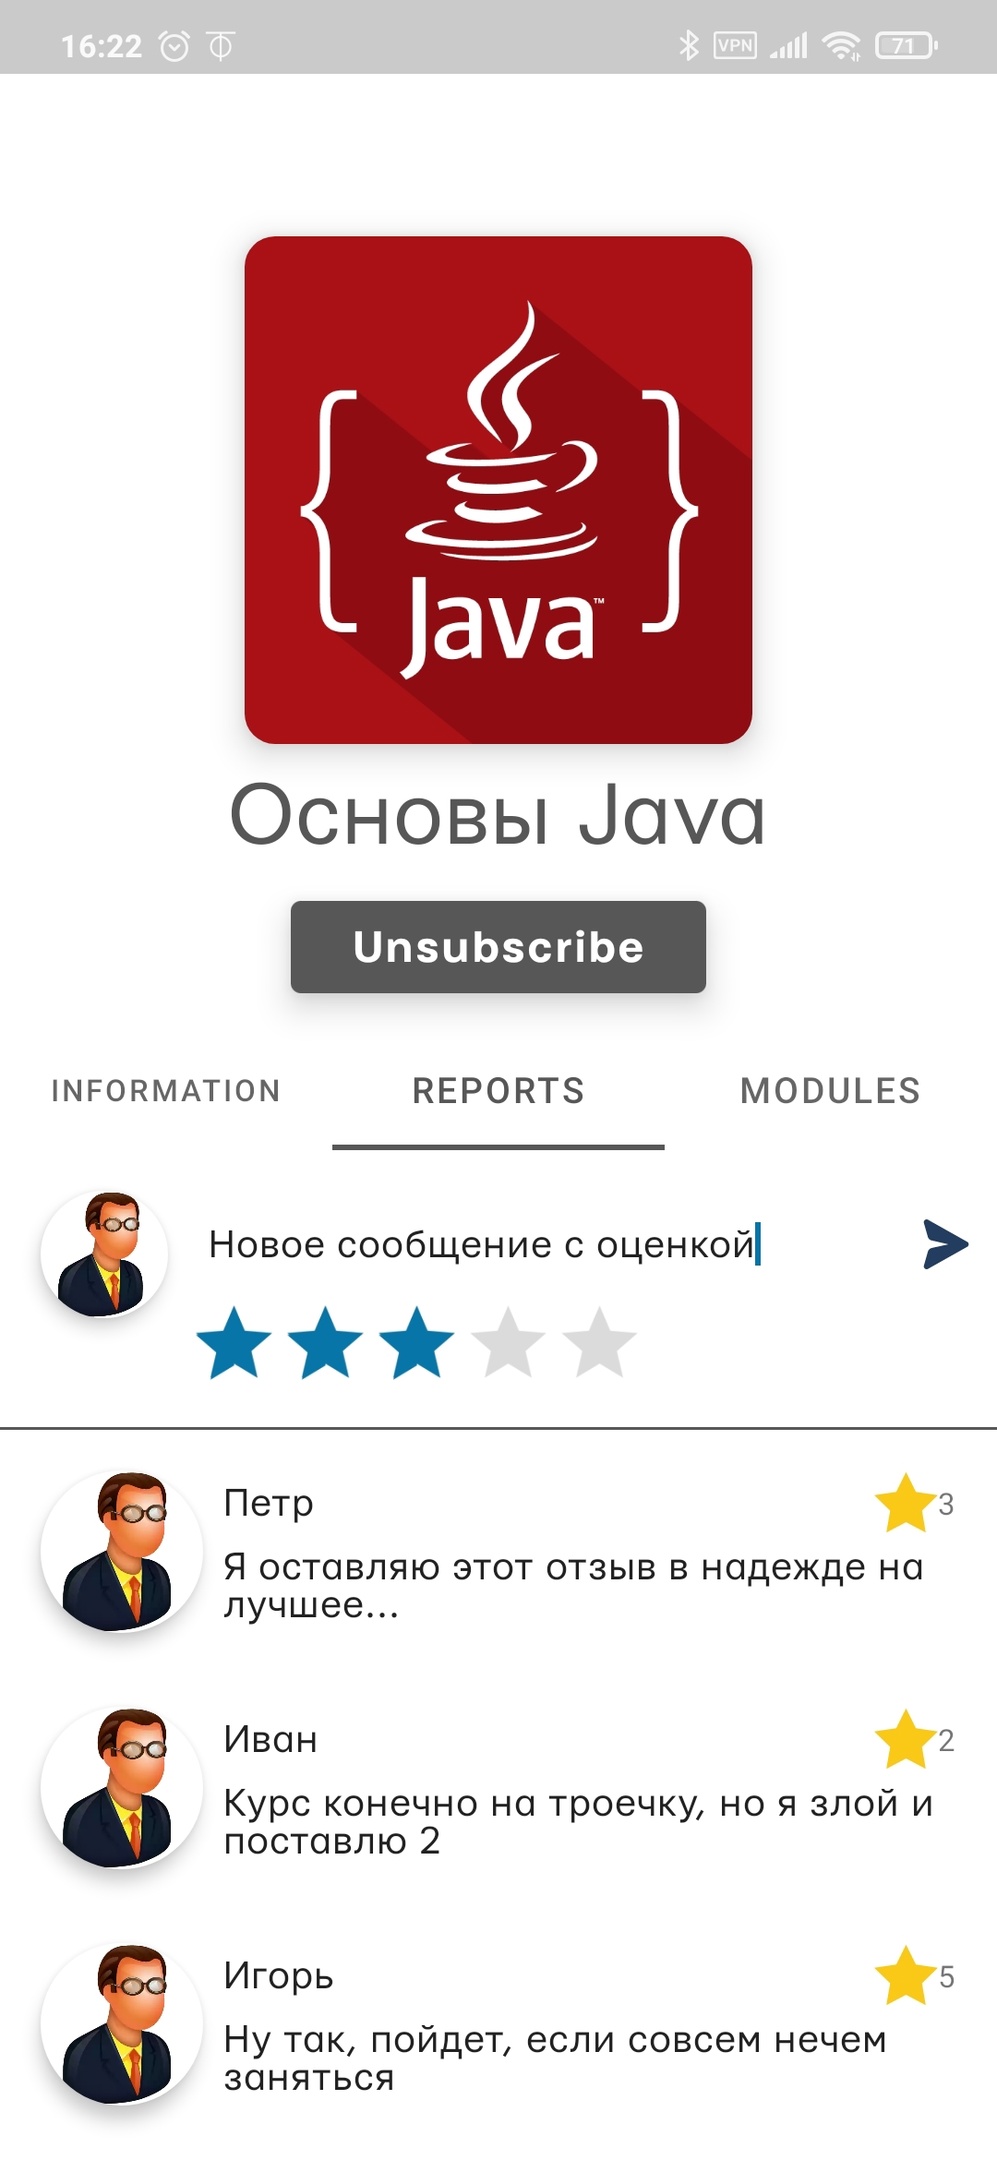 16:22 VPN 71
Java™
Основы Java
Unsubscribe
INFORMATION REPORTS MODULES
Новое сообщение с оценкой
Петр 3
Я оставляю этот отзыв в надежде на
лучшее...
Иван 2
Курс конечно на троечку, но я злой и
поставлю 2
Игорь 5
Ну так, пойдет, если совсем нечем
заняться